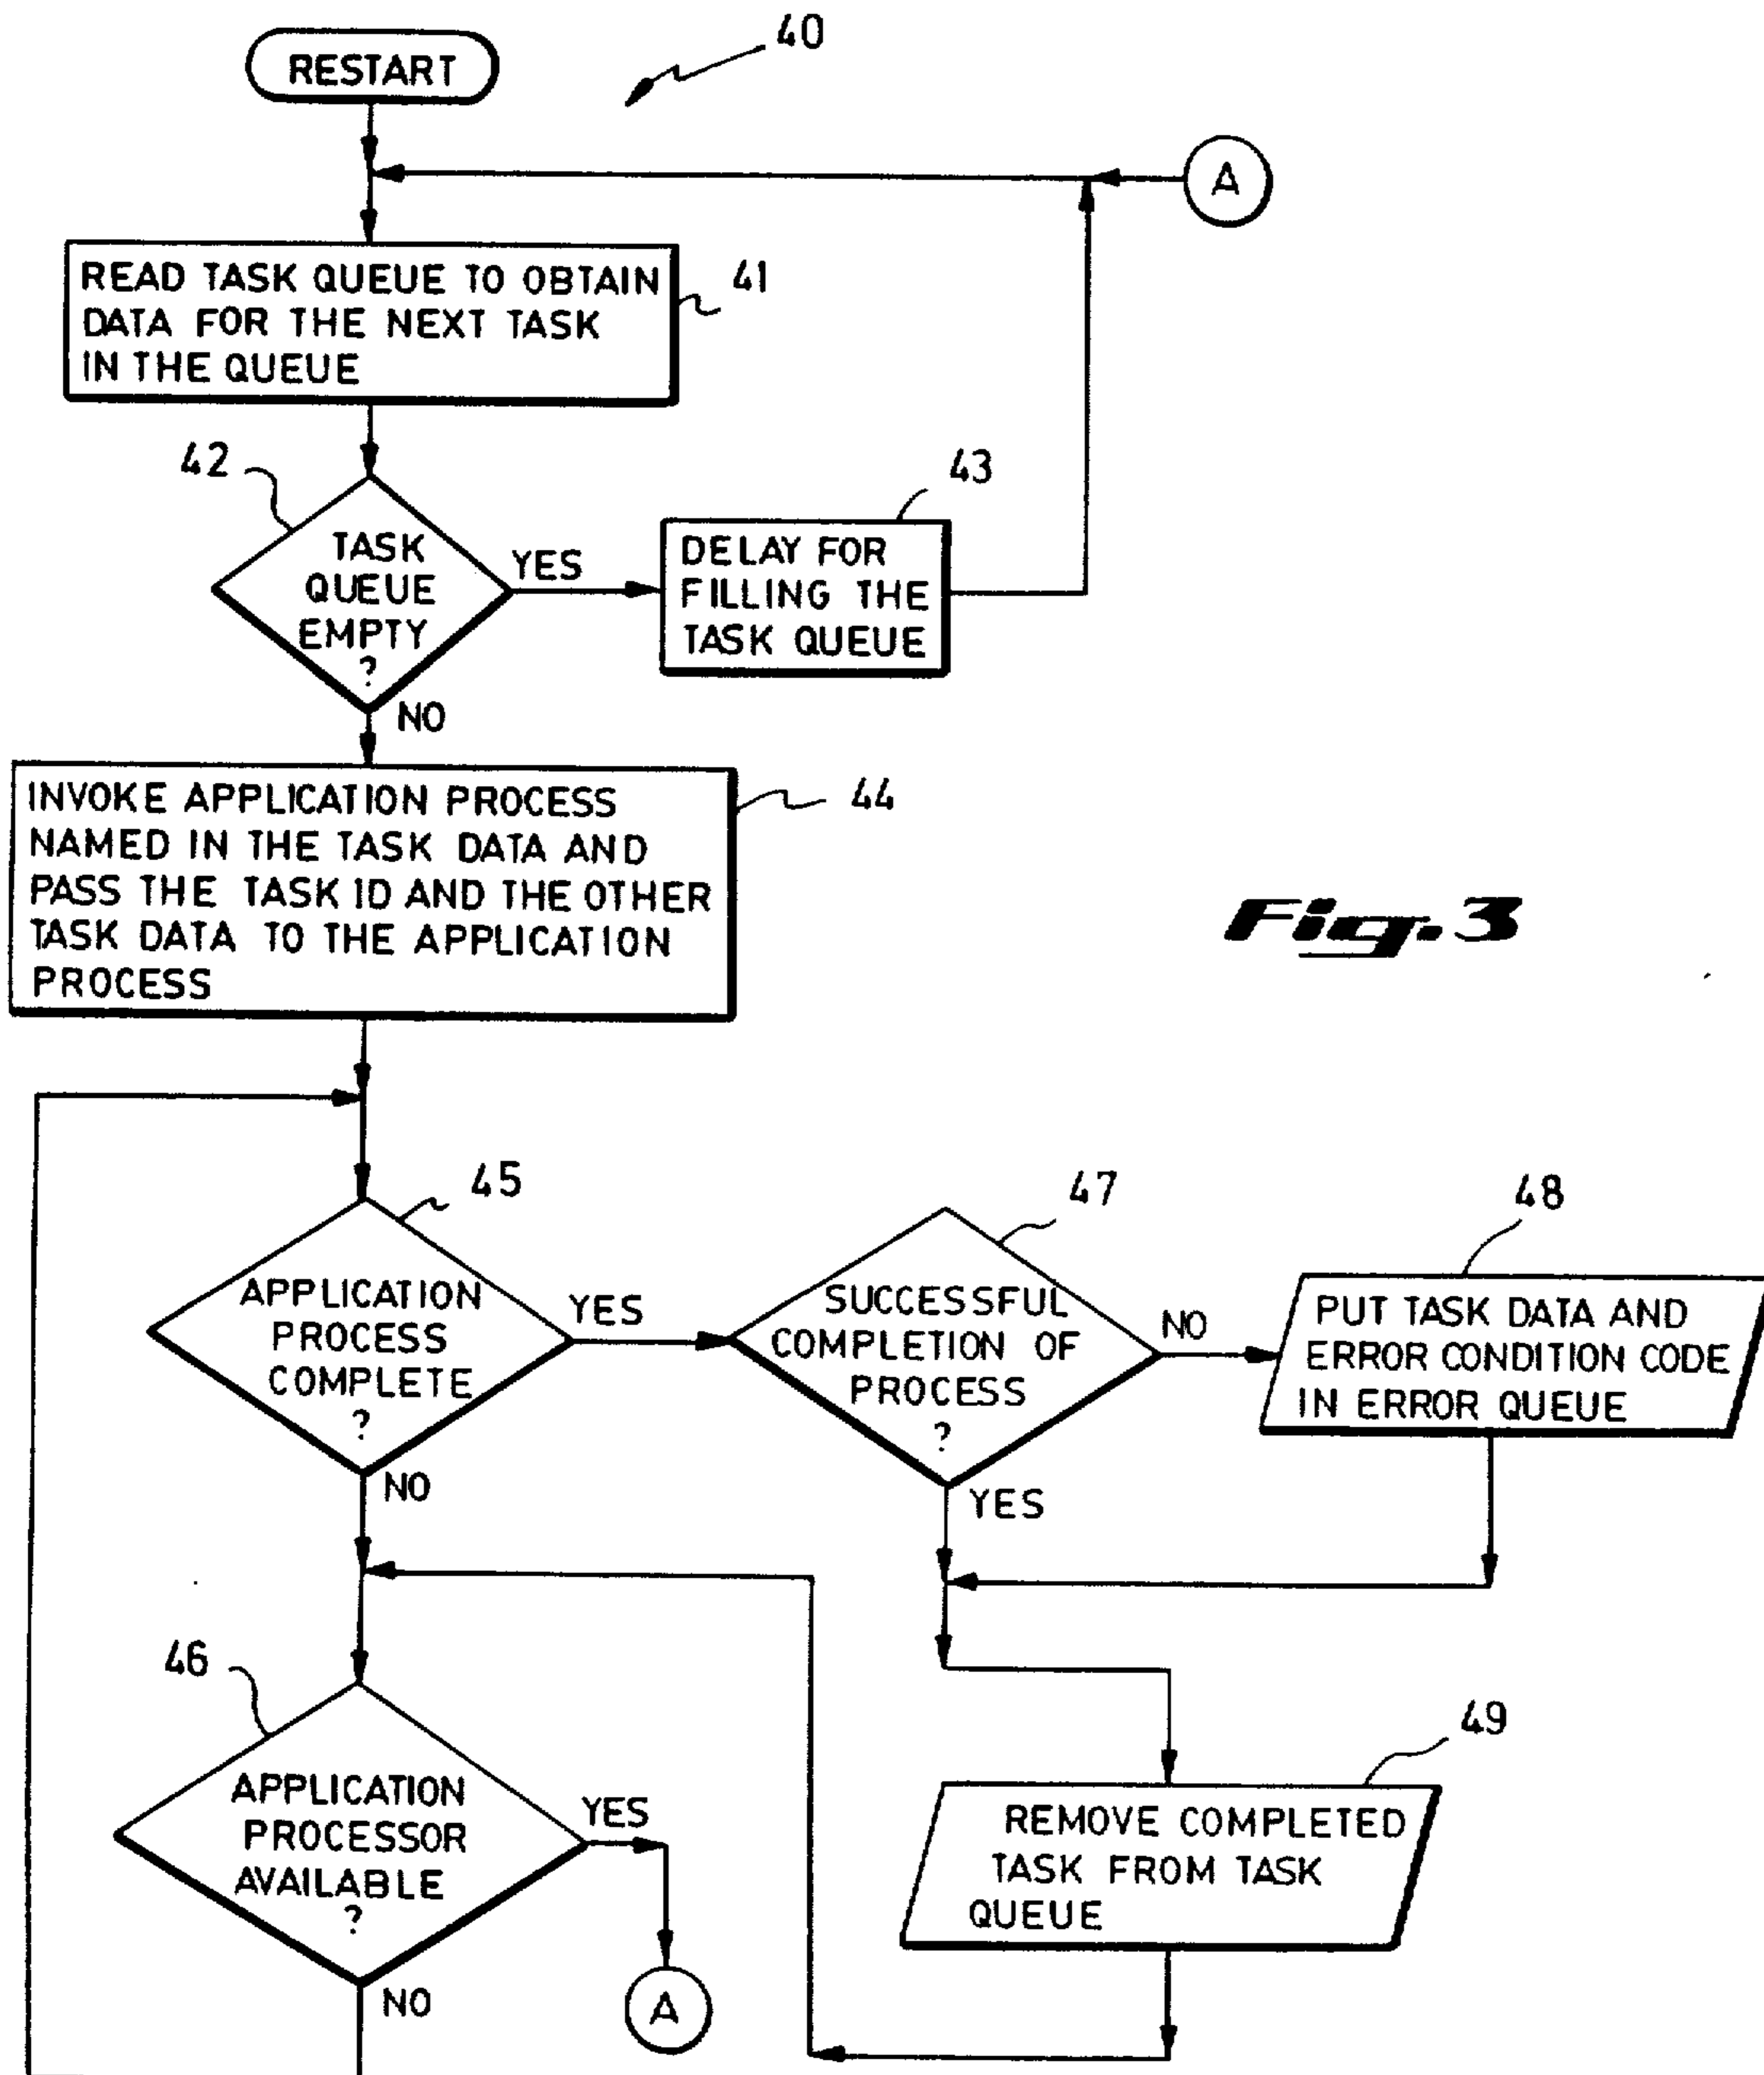 40
RESTART
A
READ TASK QUEUE TO OBTAIN
DATA FOR THE NEXT TASK
IN THE QUEUE
41
42
TASK
QUEUE
EMPTY
?
YES
NO
43
DELAY FOR
FILLING THE
TASK QUEUE
44
INVOKE APPLICATION PROCESS
NAMED IN THE TASK DATA AND
PASS THE TASK ID AND THE OTHER
TASK DATA TO THE APPLICATION
PROCESS
Fig. 3
45
APPLICATION
PROCESS
COMPLETE
?
YES
NO
47
SUCCESSFUL
COMPLETION OF
PROCESS
?
NO
YES
48
PUT TASK DATA AND
ERROR CONDITION CODE
IN ERROR QUEUE
46
APPLICATION
PROCESSOR
AVAILABLE
?
YES
NO
A
49
REMOVE COMPLETED
TASK FROM TASK
QUEUE